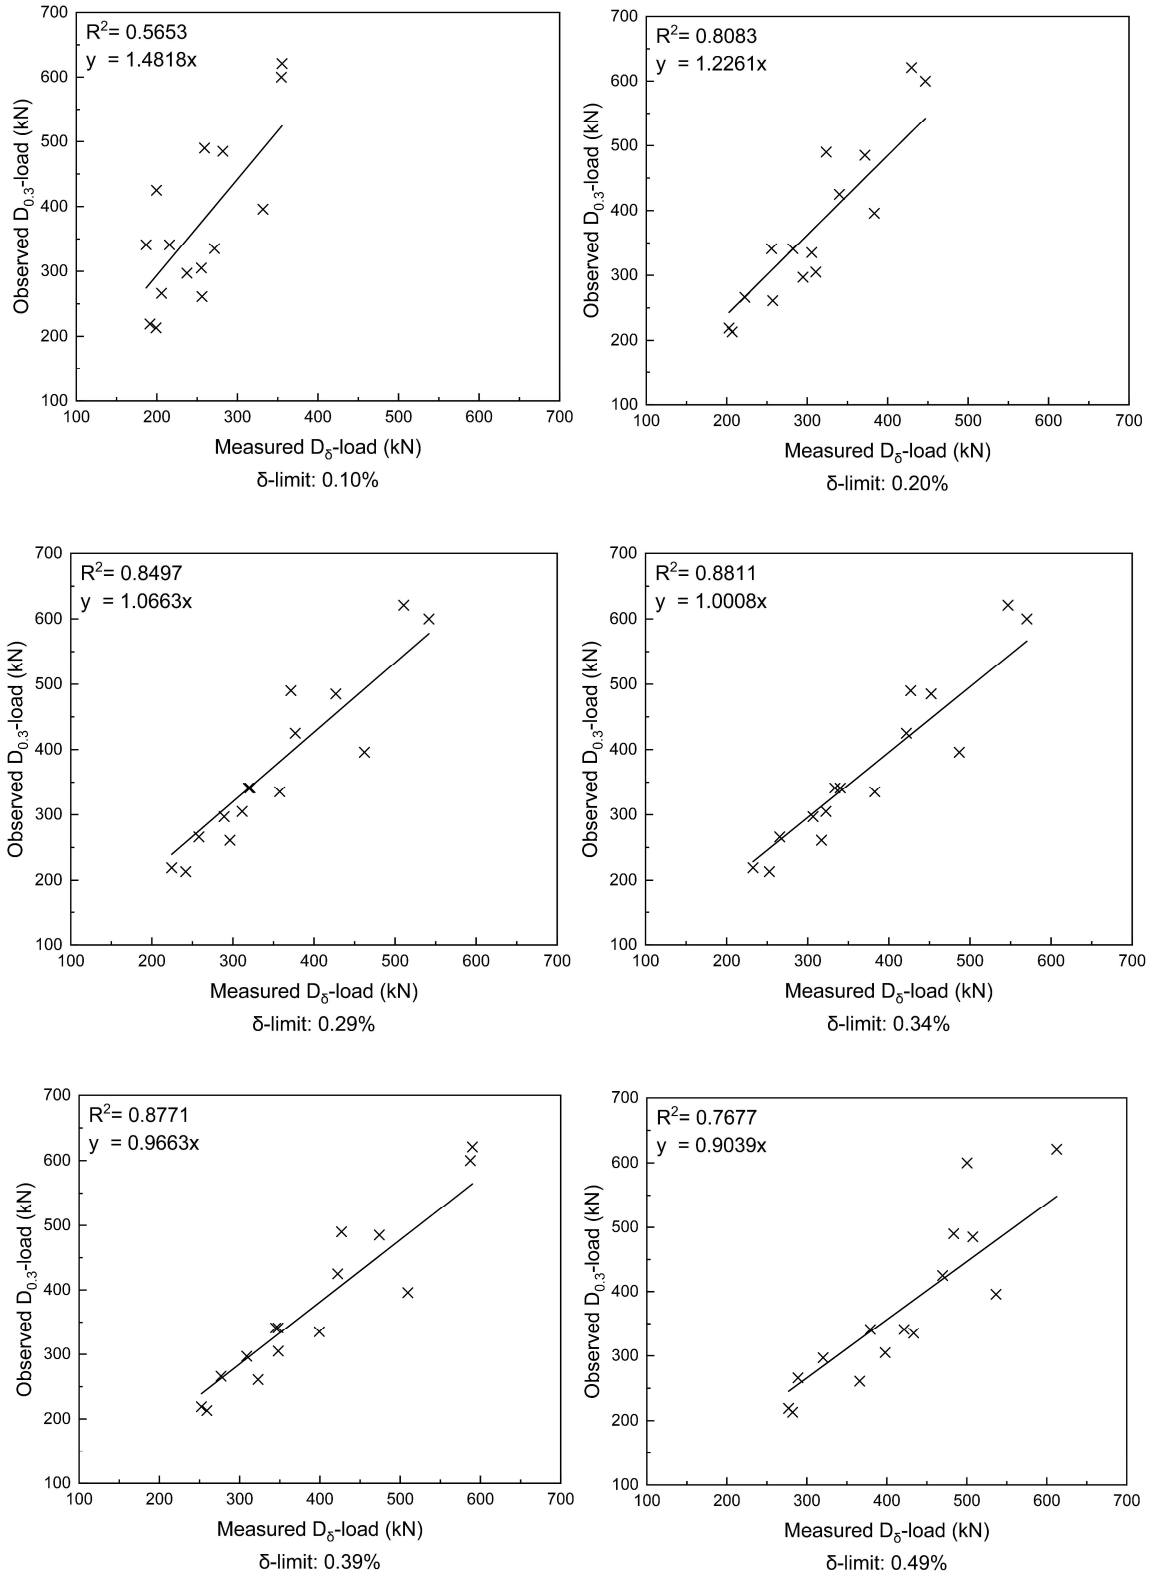 R²= 0.5653
y = 1.4818x
Observed D₀.₃-load (kN)
700
600
500
400
300
200
100
100 200 300 400 500 600 700
Measured Dδ-load (kN)
δ-limit: 0.10%
R²= 0.8083
y = 1.2261x
Observed D₀.₃-load (kN)
700
600
500
400
300
200
100
100 200 300 400 500 600 700
Measured Dδ-load (kN)
δ-limit: 0.20%
R²= 0.8497
y = 1.0663x
Observed D₀.₃-load (kN)
700
600
500
400
300
200
100
100 200 300 400 500 600 700
Measured Dδ-load (kN)
δ-limit: 0.29%
R²= 0.8811
y = 1.0008x
Observed D₀.₃-load (kN)
700
600
500
400
300
200
100
100 200 300 400 500 600 700
Measured Dδ-load (kN)
δ-limit: 0.34%
R²= 0.8771
y = 0.9663x
Observed D₀.₃-load (kN)
700
600
500
400
300
200
100
100 200 300 400 500 600 700
Measured Dδ-load (kN)
δ-limit: 0.39%
R²= 0.7677
y = 0.9039x
Observed D₀.₃-load (kN)
700
600
500
400
300
200
100
100 200 300 400 500 600 700
Measured Dδ-load (kN)
δ-limit: 0.49%